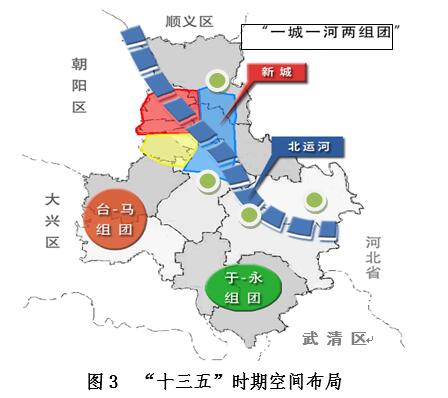 顺义区
“一城一河两组团”
朝阳区
新城
北运河
大兴区
台-马
组团
河北省
于-永
组团
武清区
图 3 “十三五”时期空间布局